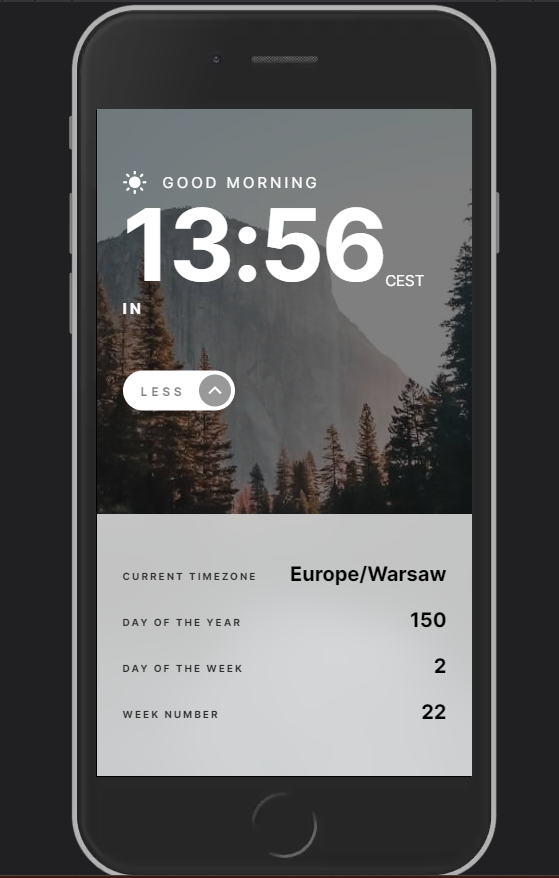 GOOD MORNING
13:56 CEST
IN
LESS
CURRENT TIMEZONE Europe/Warsaw
DAY OF THE YEAR 150
DAY OF THE WEEK 2
WEEK NUMBER 22